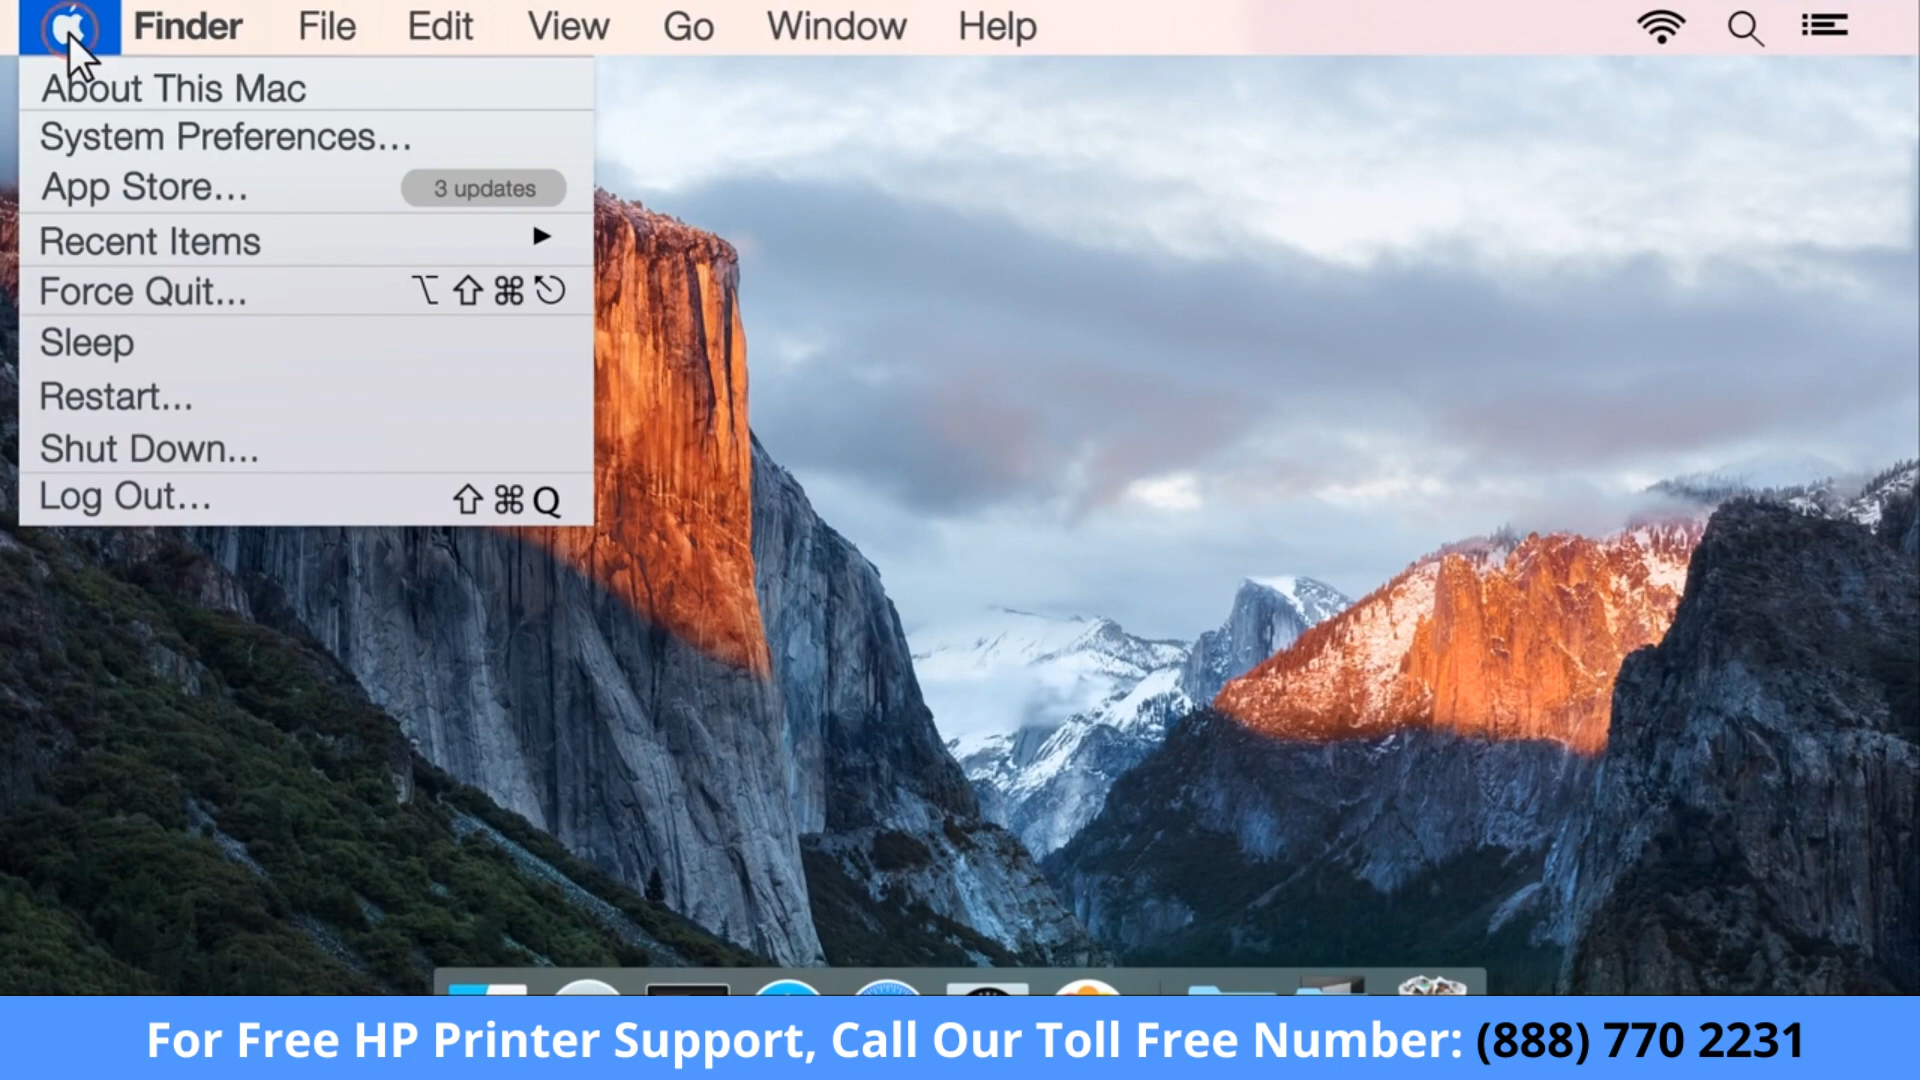 Finder File Edit View Go Window Help
About This Mac
System Preferences...
App Store... 3 updates
Recent Items ▶
Force Quit... ⌥⇧⌘⎋
Sleep
Restart...
Shut Down...
Log Out... ⇧⌘Q
For Free HP Printer Support, Call Our Toll Free Number: (888) 770 2231